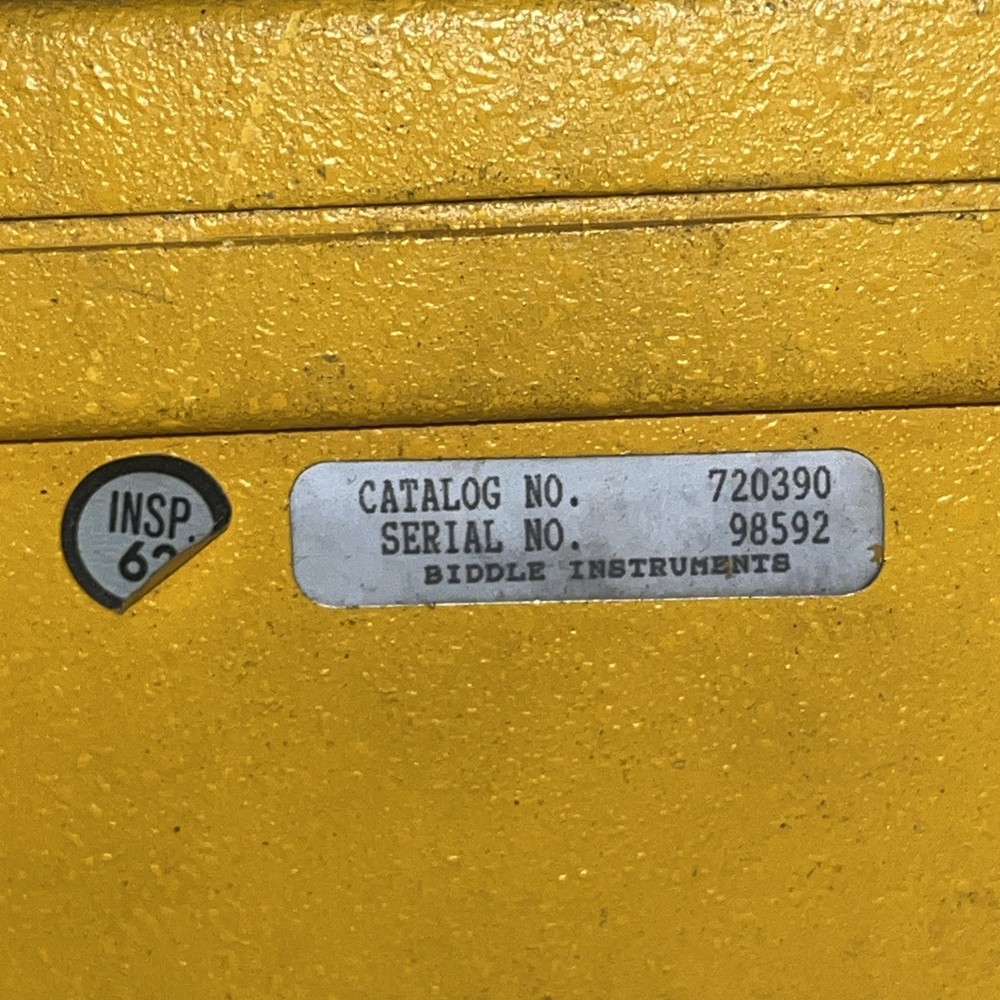 INSP.
CATALOG NO. 720390
SERIAL NO. 98592
BIDDLE INSTRUMENTS